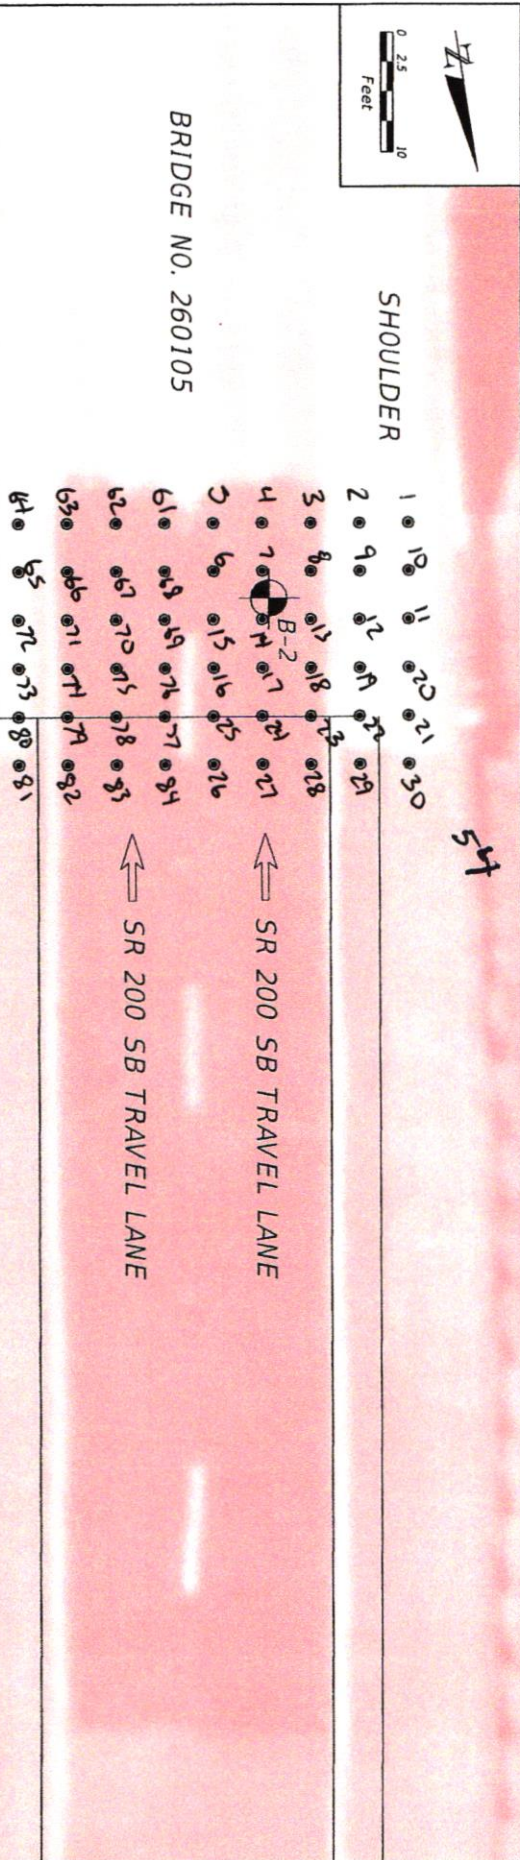 N
0 2.5 10
Feet
SHOULDER
BRIDGE NO. 260105
54
1 10 11 20 21 30
2 9 12 19 22 29
3 8 13 18 23 28
4 7 14 17 24 27
B-2
5 6 15 16 25 26
61 68 69 76 77 84
62 67 70 75 78 83
63 66 71 74 79 82
64 65 72 73 80 81
SR 200 SB TRAVEL LANE
SR 200 SB TRAVEL LANE